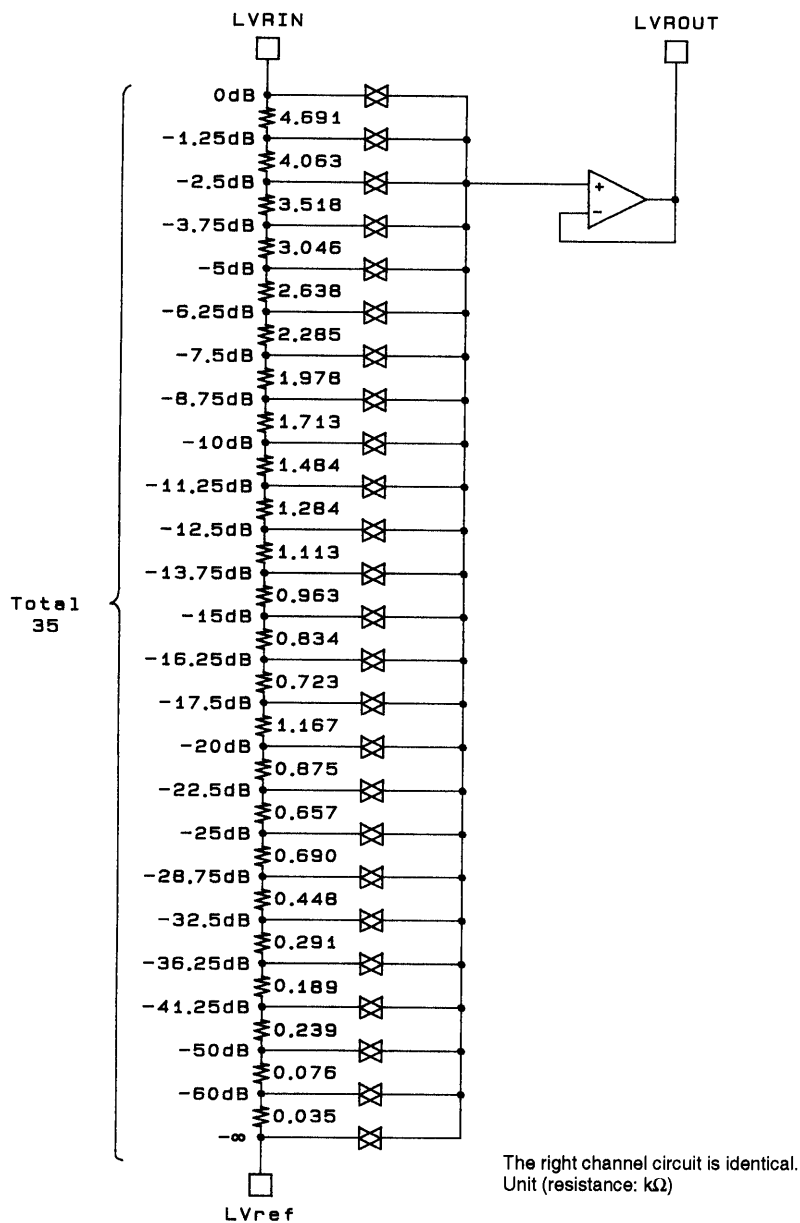 LVRIN
LVROUT
0dB
4.691
-1.25dB
4.063
-2.5dB
3.518
-3.75dB
3.046
-5dB
2.638
-6.25dB
2.285
-7.5dB
1.978
-8.75dB
1.713
-10dB
1.484
-11.25dB
1.284
-12.5dB
1.113
-13.75dB
0.963
-15dB
0.834
-16.25dB
0.723
-17.5dB
1.167
-20dB
0.875
-22.5dB
0.657
-25dB
0.690
-28.75dB
0.448
-32.5dB
0.291
-36.25dB
0.189
-41.25dB
0.239
-50dB
0.076
-60dB
0.035
-∞
Total
35
+
−
LVref
The right channel circuit is identical.
Unit (resistance: kΩ)